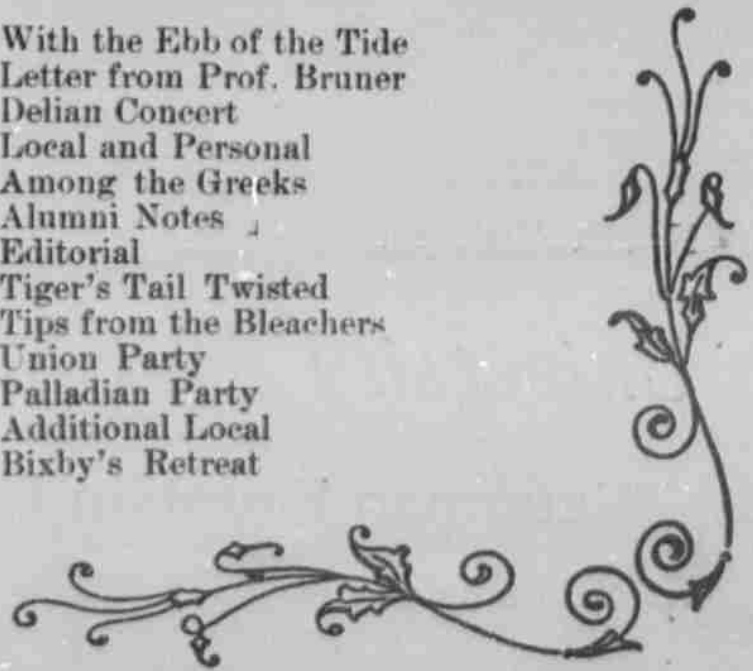 With the Ebb of the Tide
Letter from Prof. Bruner
Delian Concert
Local and Personal
Among the Greeks
Alumni Notes
Editorial
Tiger's Tail Twisted
Tips from the Bleachers
Union Party
Palladian Party
Additional Local
Bixby's Retreat